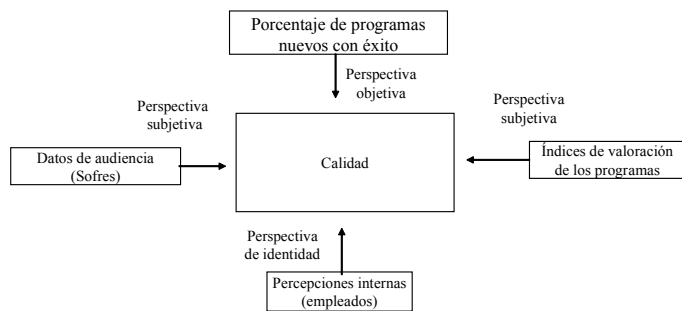 Porcentaje de programas
nuevos con éxito
Perspectiva
objetiva
Perspectiva
subjetiva
Perspectiva
subjetiva
Datos de audiencia
(Sofres)
Calidad
Índices de valoración
de los programas
Perspectiva
de identidad
Percepciones internas
(empleados)